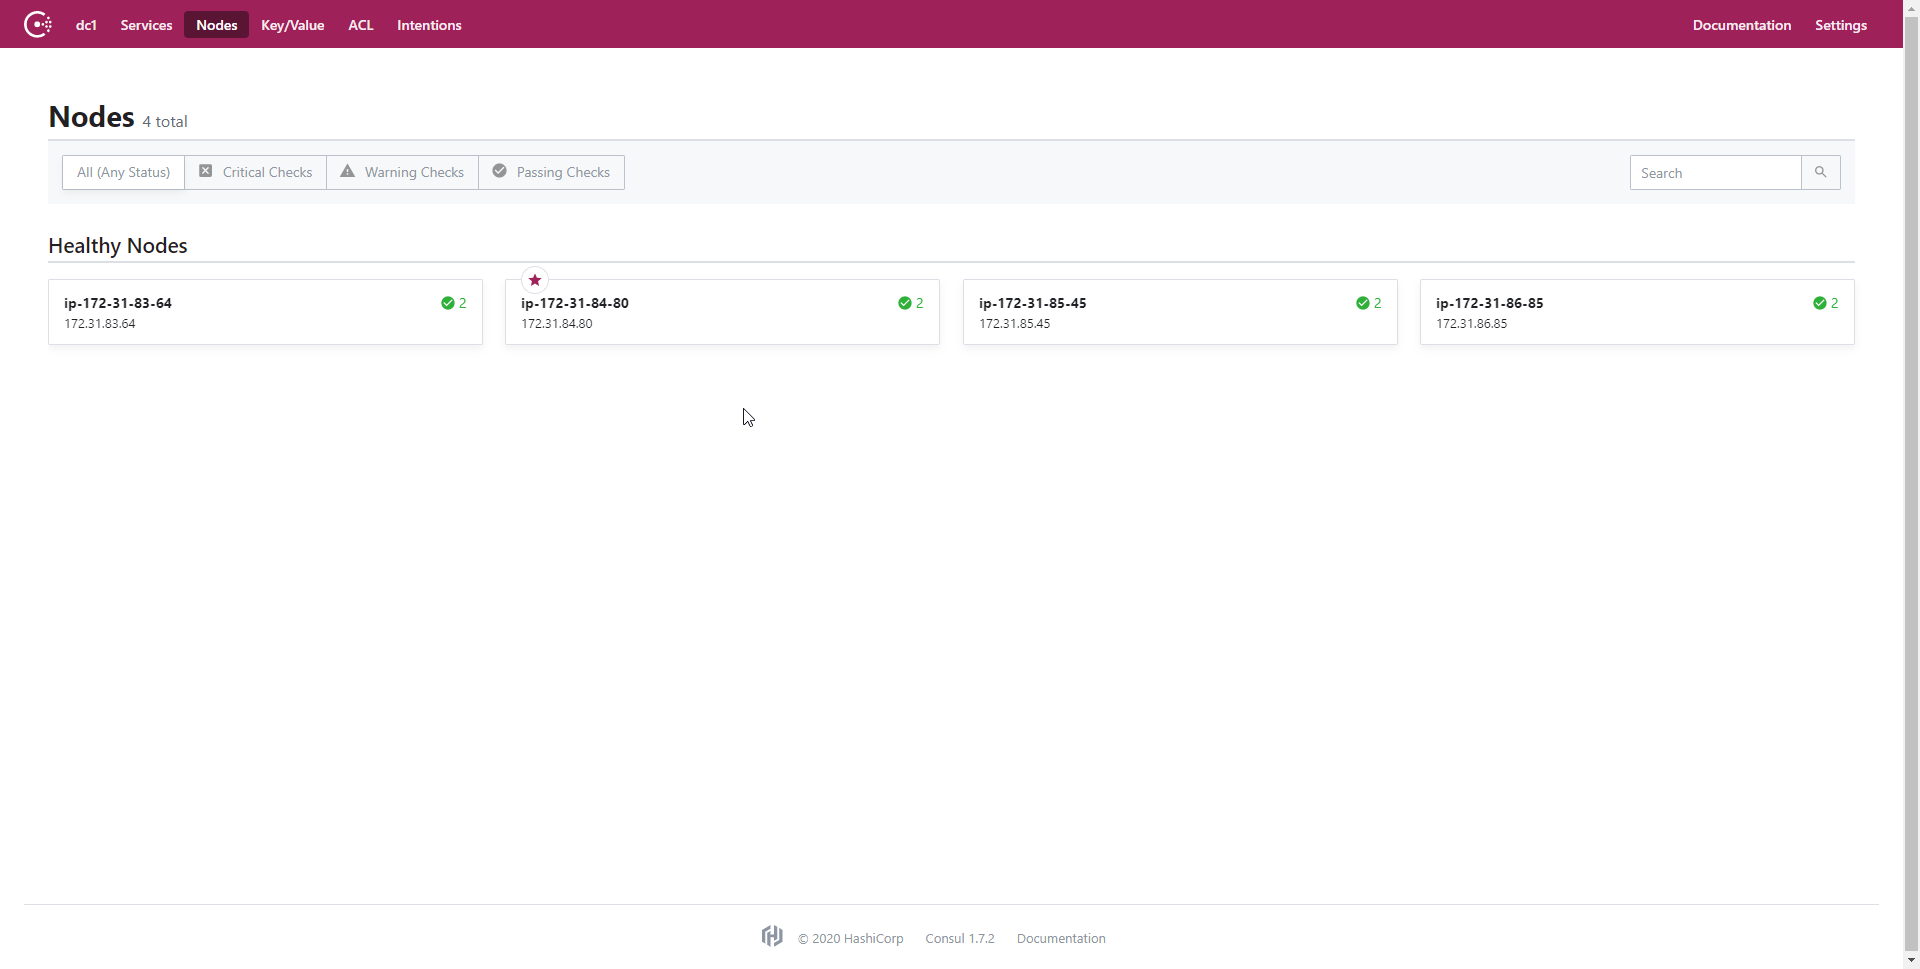 dc1 Services Nodes Key/Value ACL Intentions Documentation Settings
Nodes 4 total
All (Any Status) Critical Checks Warning Checks Passing Checks Search
Healthy Nodes
ip-172-31-83-64 2
172.31.83.64
ip-172-31-84-80 2
172.31.84.80
ip-172-31-85-45 2
172.31.85.45
ip-172-31-86-85 2
172.31.86.85
© 2020 HashiCorp Consul 1.7.2 Documentation